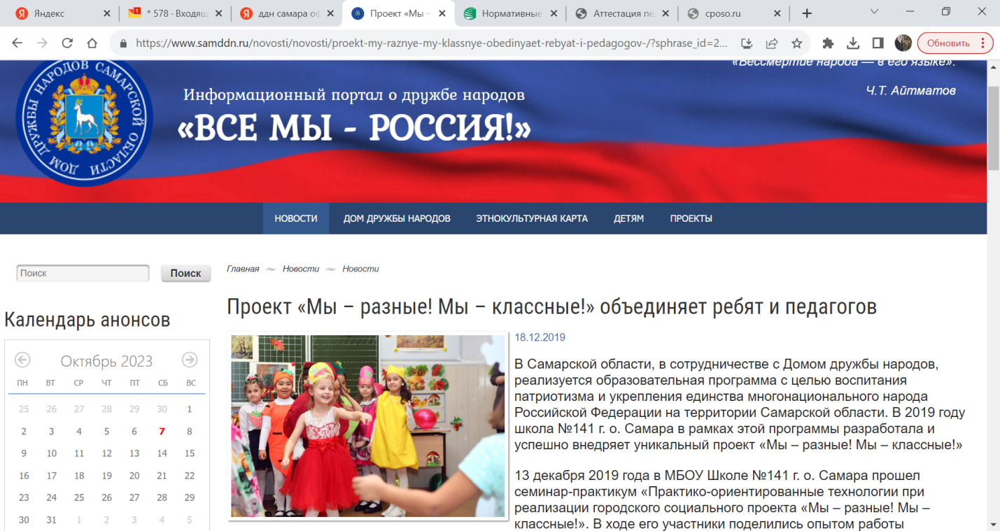 Яндекс
* 578 · Входящ
ддн самара оф
Проект «Мы –
Нормативные
Аттестация пе
cposo.ru
https://www.samddn.ru/novosti/novosti/proekt-my-raznye-my-klassnye-obedinyaet-rebyat-i-pedagogov-/?sphrase_id=2...
Обновить
ДОМ ДРУЖБЫ НАРОДОВ САМАРСКОЙ ОБЛАСТИ
«Бессмертие народа — в его языке».
Ч.Т. Айтматов
Информационный портал о дружбе народов
«ВСЕ МЫ - РОССИЯ!»
НОВОСТИ ДОМ ДРУЖБЫ НАРОДОВ ЭТНОКУЛЬТУРНАЯ КАРТА ДЕТЯМ ПРОЕКТЫ
Поиск Поиск
Главная Новости Новости
Календарь анонсов
Октябрь 2023
ПН ВТ СР ЧТ ПТ СБ ВС
25 26 27 28 29 30 1
2 3 4 5 6 7 8
9 10 11 12 13 14 15
16 17 18 19 20 21 22
23 24 25 26 27 28 29
30 31 1 2 3 4 5
Проект «Мы – разные! Мы – классные!» объединяет ребят и педагогов
18.12.2019
В Самарской области, в сотрудничестве с Домом дружбы народов,
реализуется образовательная программа с целью воспитания
патриотизма и укрепления единства многонационального народа
Российской Федерации на территории Самарской области. В 2019 году
школа №141 г. о. Самара в рамках этой программы разработала и
успешно внедряет уникальный проект «Мы – разные! Мы – классные!»
13 декабря 2019 года в МБОУ Школе №141 г. о. Самара прошел
семинар-практикум «Практико-ориентированные технологии при
реализации городского социального проекта «Мы – разные! Мы –
классные!». В ходе его участники поделились опытом работы